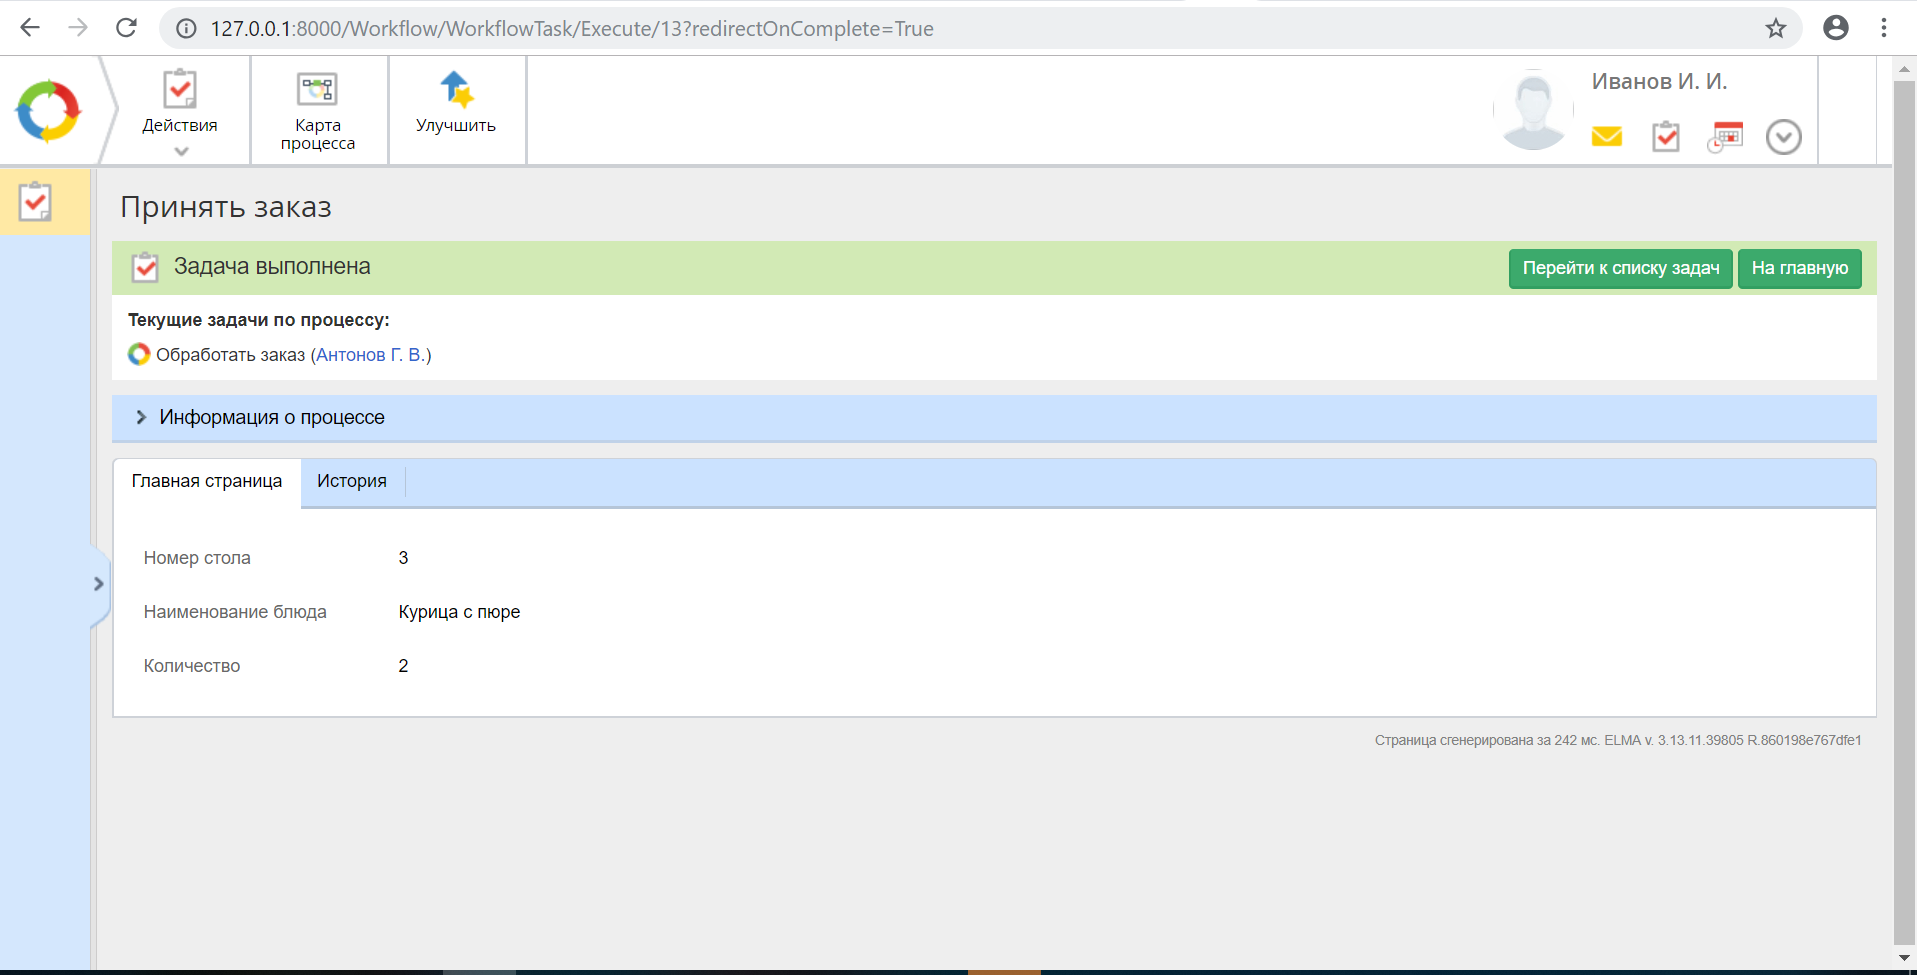 127.0.0.1:8000/Workflow/WorkflowTask/Execute/13?redirectOnComplete=True
Действия
Карта процесса
Улучшить
Иванов И. И.
Принять заказ
Задача выполнена
Перейти к списку задач
На главную
Текущие задачи по процессу:
Обработать заказ (Антонов Г. В.)
Информация о процессе
Главная страница
История
Номер стола 3
Наименование блюда Курица с пюре
Количество 2
Страница сгенерирована за 242 мс. ELMA v. 3.13.11.39805 R.860198e767dfe1